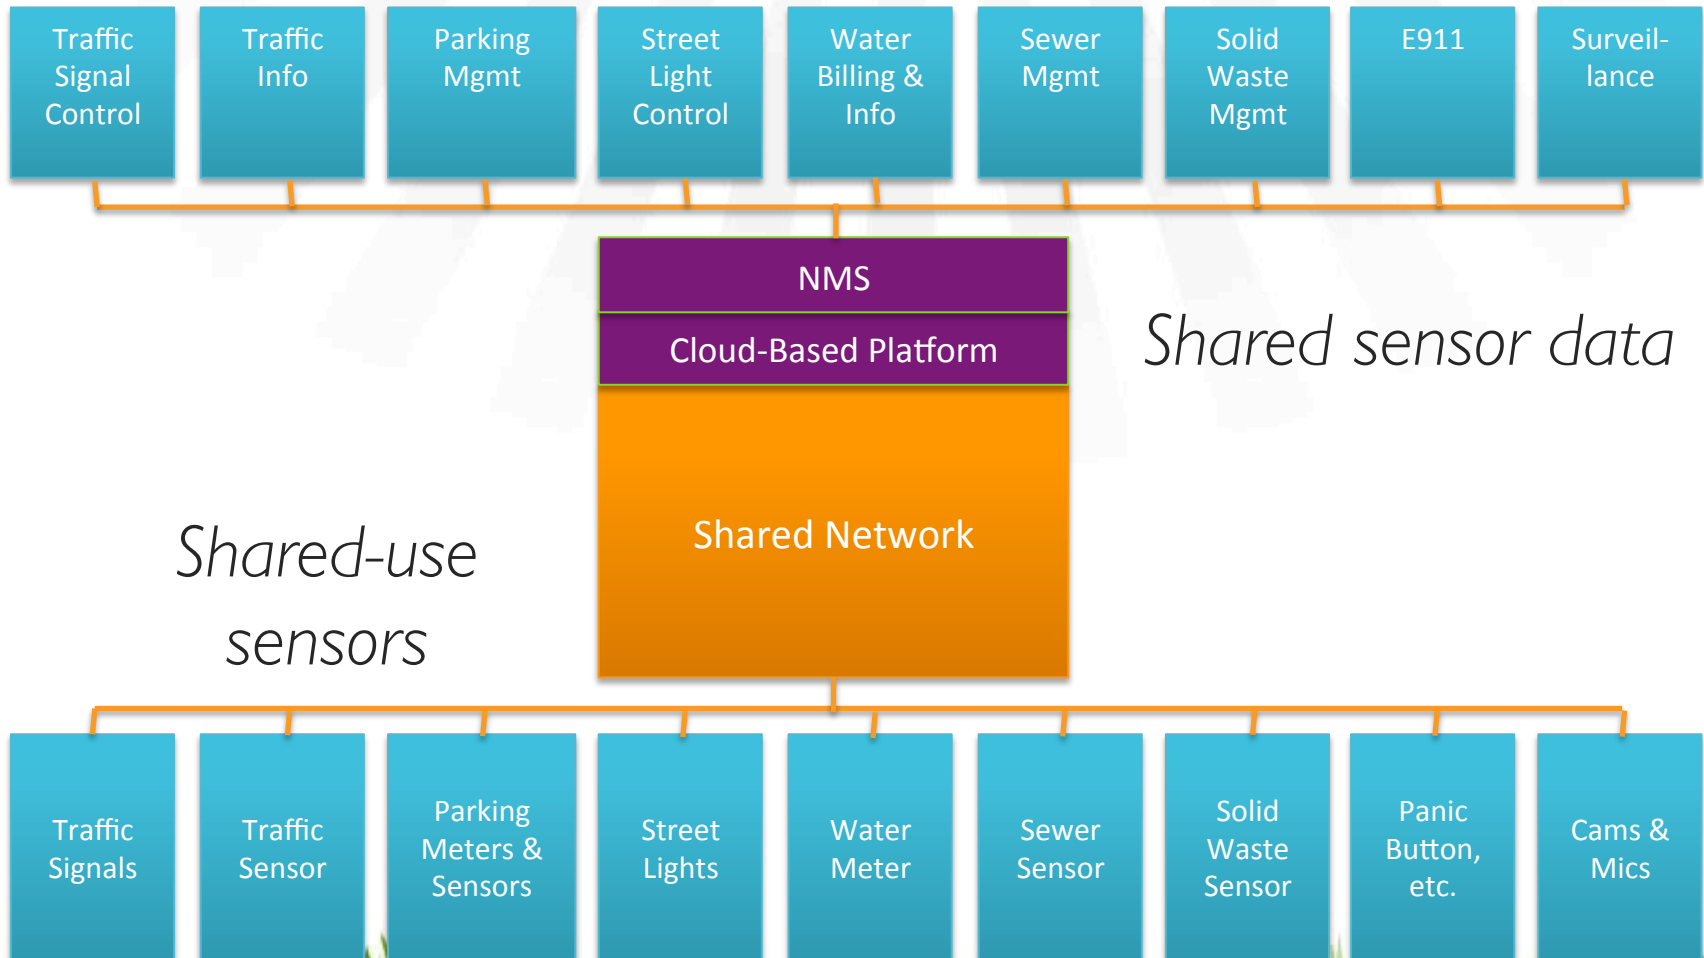 Traffic
Signal
Control
Traffic
Info
Parking
Mgmt
Street
Light
Control
Water
Billing &
Info
Sewer
Mgmt
Solid
Waste
Mgmt
E911
Surveil-
lance
NMS
Cloud-Based Platform
Shared sensor data
Shared Network
Shared-use
sensors
Traffic
Signals
Traffic
Sensor
Parking
Meters &
Sensors
Street
Lights
Water
Meter
Sewer
Sensor
Solid
Waste
Sensor
Panic
Button,
etc.
Cams &
Mics